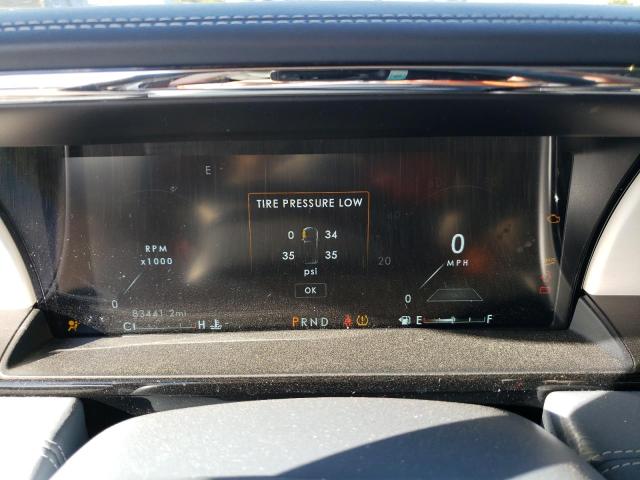 E
TIRE PRESSURE LOW
0 34
35 35
psi
OK
RPM
x1000
0
20
0
MPH
0
83441.2mi
C H
PRND
E F